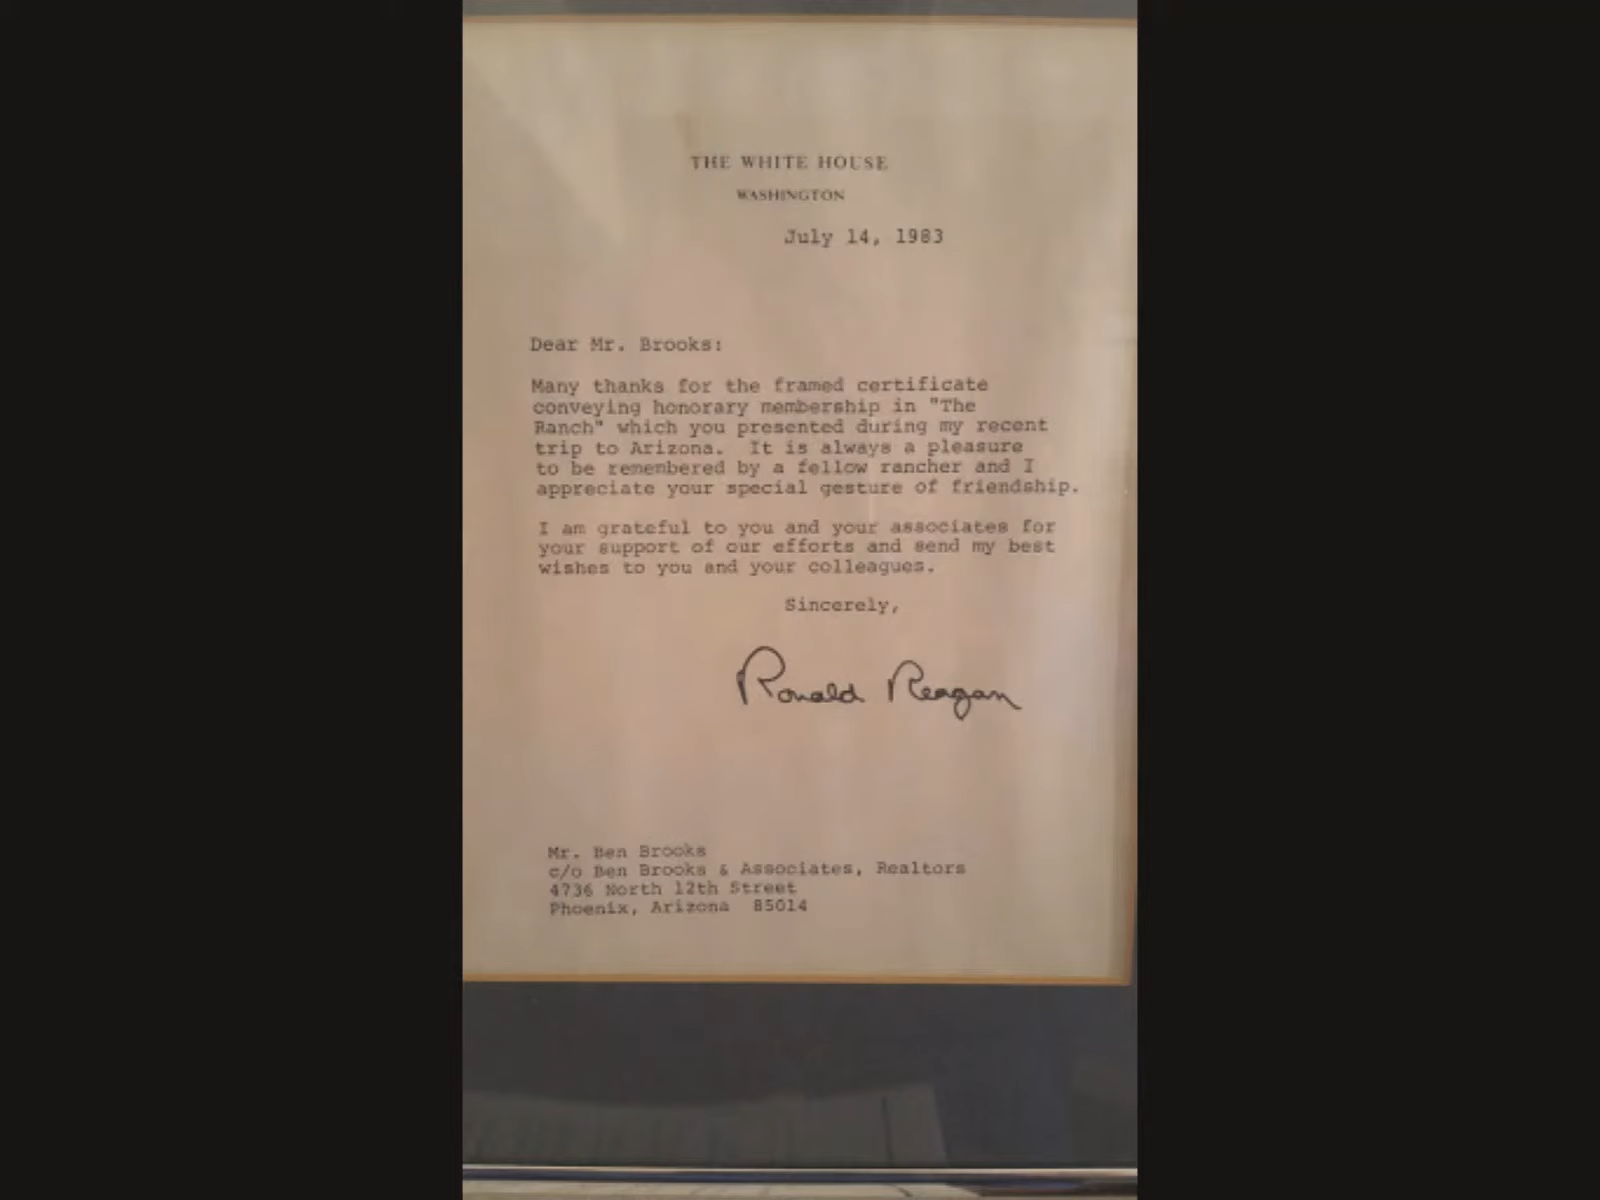 THE WHITE HOUSE
WASHINGTON
July 14, 1983
Dear Mr. Brooks:
Many thanks for the framed certificate
conveying honorary membership in "The
Ranch" which you presented during my recent
trip to Arizona.  It is always a pleasure
to be remembered by a fellow rancher and I
appreciate your special gesture of friendship.
I am grateful to you and your associates for
your support of our efforts and send my best
wishes to you and your colleagues.
Sincerely,
Ronald Reagan
Mr. Ben Brooks
c/o Ben Brooks & Associates, Realtors
4736 North 12th Street
Phoenix, Arizona  85014